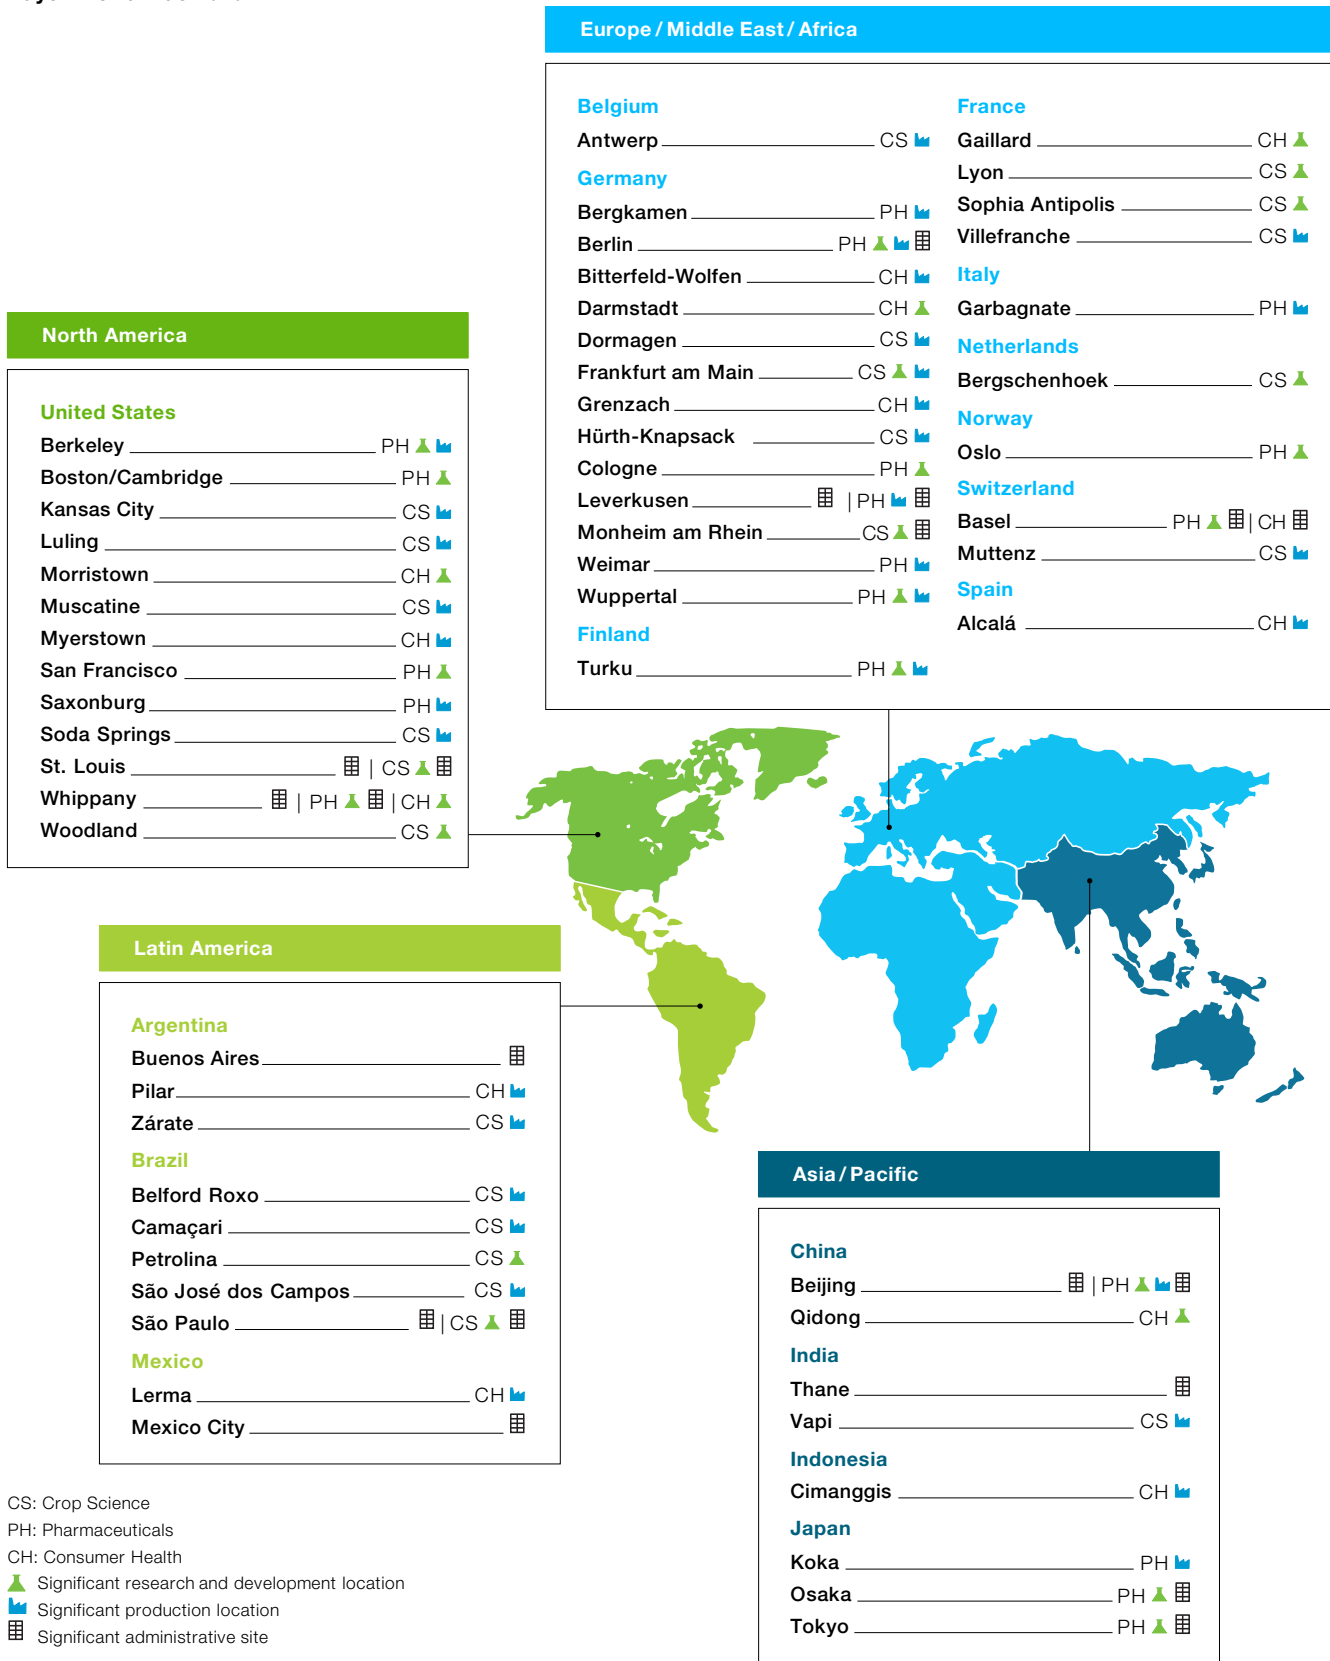 Europe / Middle East / Africa
Belgium
Antwerp CS
Germany
Bergkamen PH
Berlin PH
Bitterfeld-Wolfen CH
Darmstadt CH
Dormagen CS
Frankfurt am Main CS
Grenzach CH
Hürth-Knapsack CS
Cologne PH
Leverkusen | PH
Monheim am Rhein CS
Weimar PH
Wuppertal PH
Finland
Turku PH
France
Gaillard CH
Lyon CS
Sophia Antipolis CS
Villefranche CS
Italy
Garbagnate PH
Netherlands
Bergschenhoek CS
Norway
Oslo PH
Switzerland
Basel PH | CH
Muttenz CS
Spain
Alcalá CH
North America
United States
Berkeley PH
Boston/Cambridge PH
Kansas City CS
Luling CS
Morristown CH
Muscatine CS
Myerstown CH
San Francisco PH
Saxonburg PH
Soda Springs CS
St. Louis | CS
Whippany | PH | CH
Woodland CS
Latin America
Argentina
Buenos Aires
Pilar CH
Zárate CS
Brazil
Belford Roxo CS
Camaçari CS
Petrolina CS
São José dos Campos CS
São Paulo | CS
Mexico
Lerma CH
Mexico City
Asia / Pacific
China
Beijing | PH
Qidong CH
India
Thane
Vapi CS
Indonesia
Cimanggis CH
Japan
Koka PH
Osaka PH
Tokyo PH
CS: Crop Science
PH: Pharmaceuticals
CH: Consumer Health
Significant research and development location
Significant production location
Significant administrative site